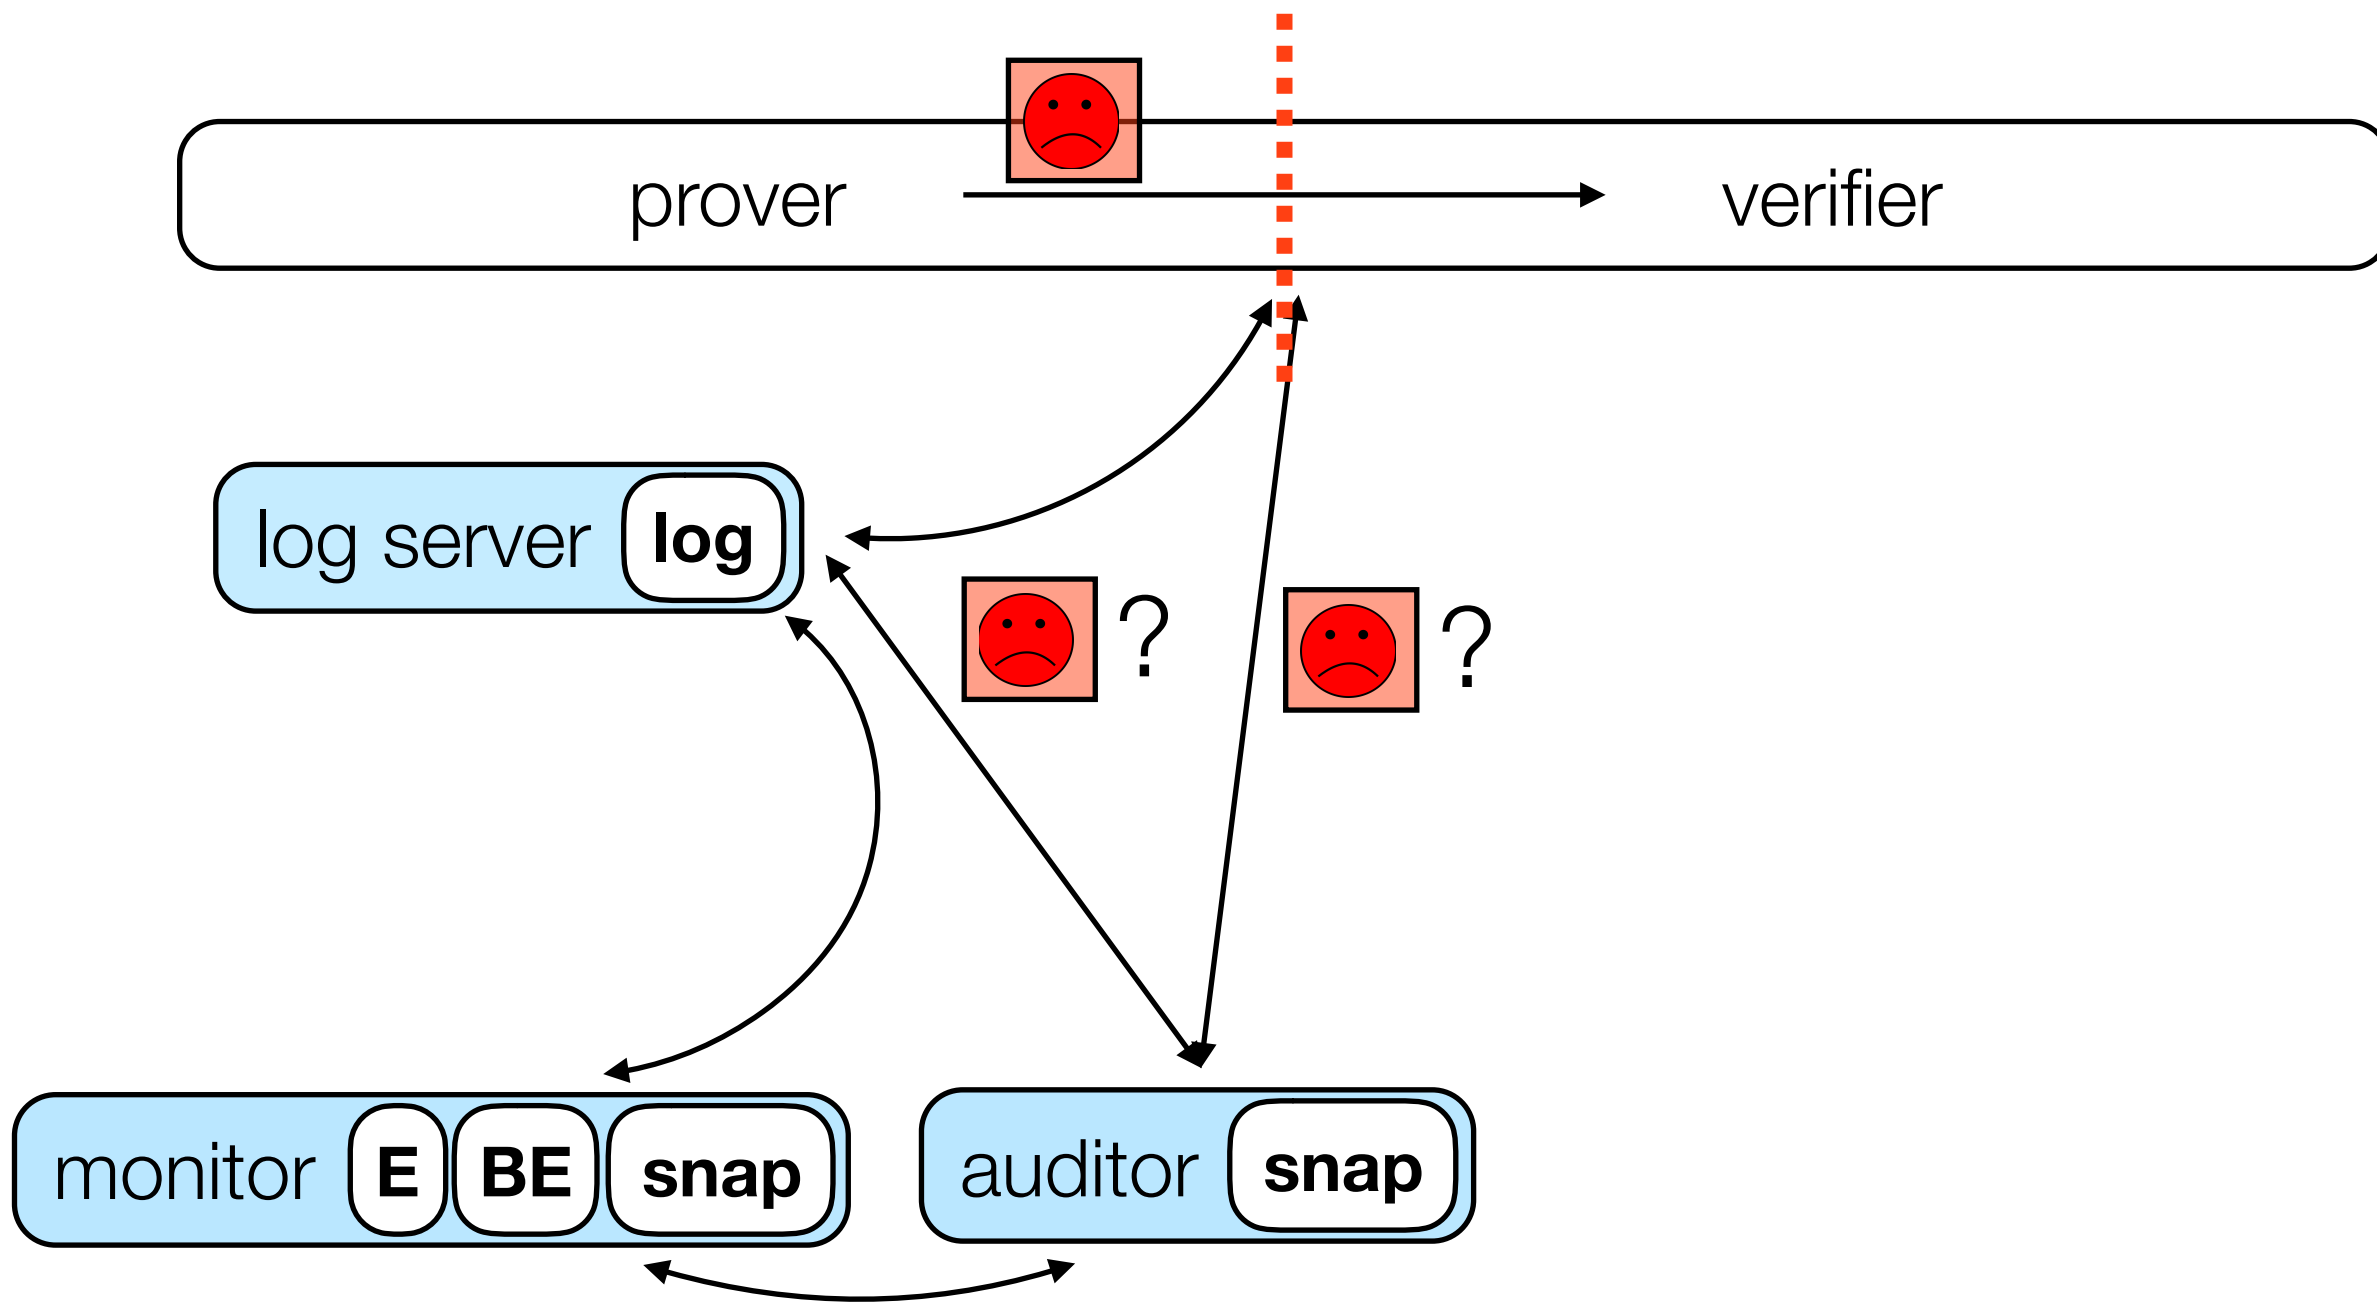 prover verifier
log server log
? ?
monitor E BE snap auditor snap